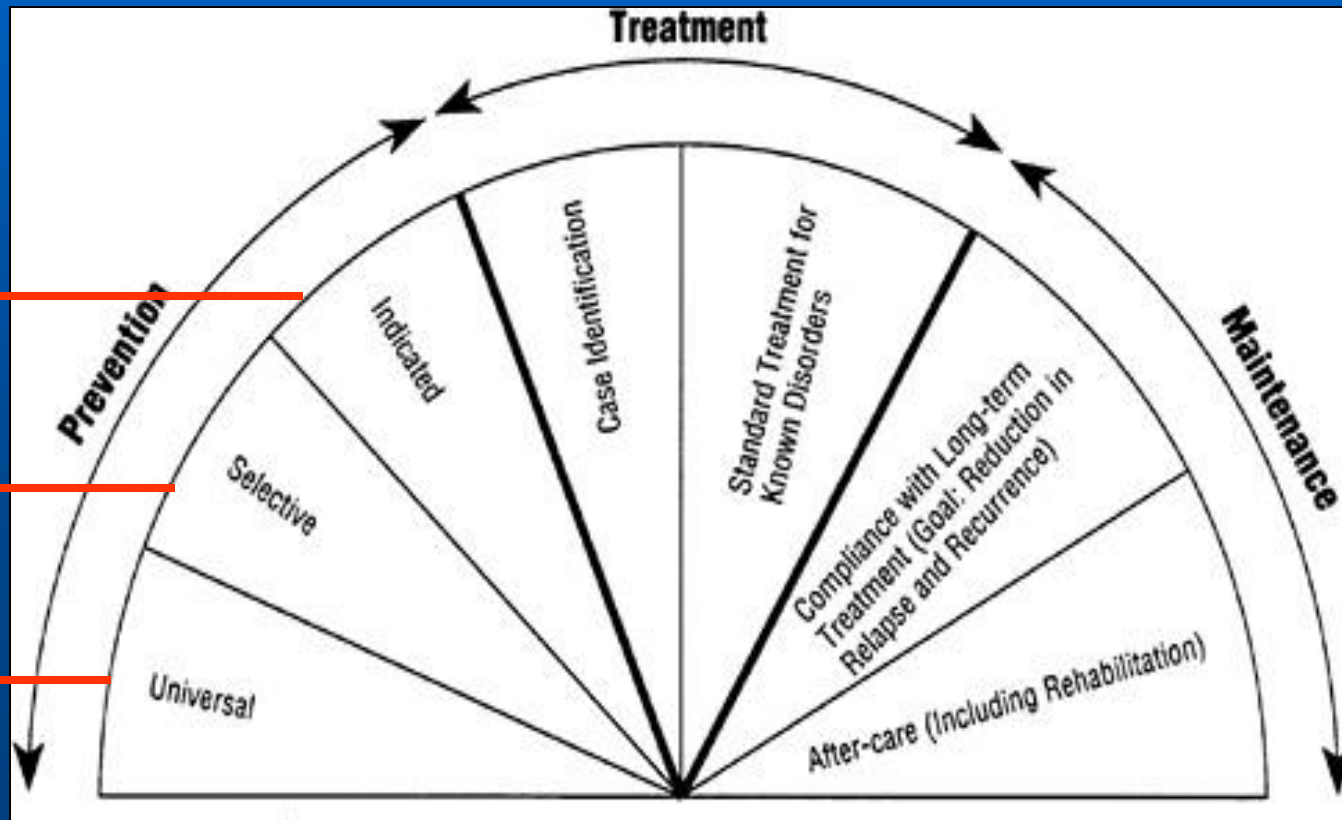 Treatment
Prevention
Maintenance
Universal
Selective
Indicated
Case Identification
Standard Treatment for
Known Disorders
Compliance with Long-term
Treatment (Goal: Reduction in
Relapse and Recurrence)
After-care (Including Rehabilitation)